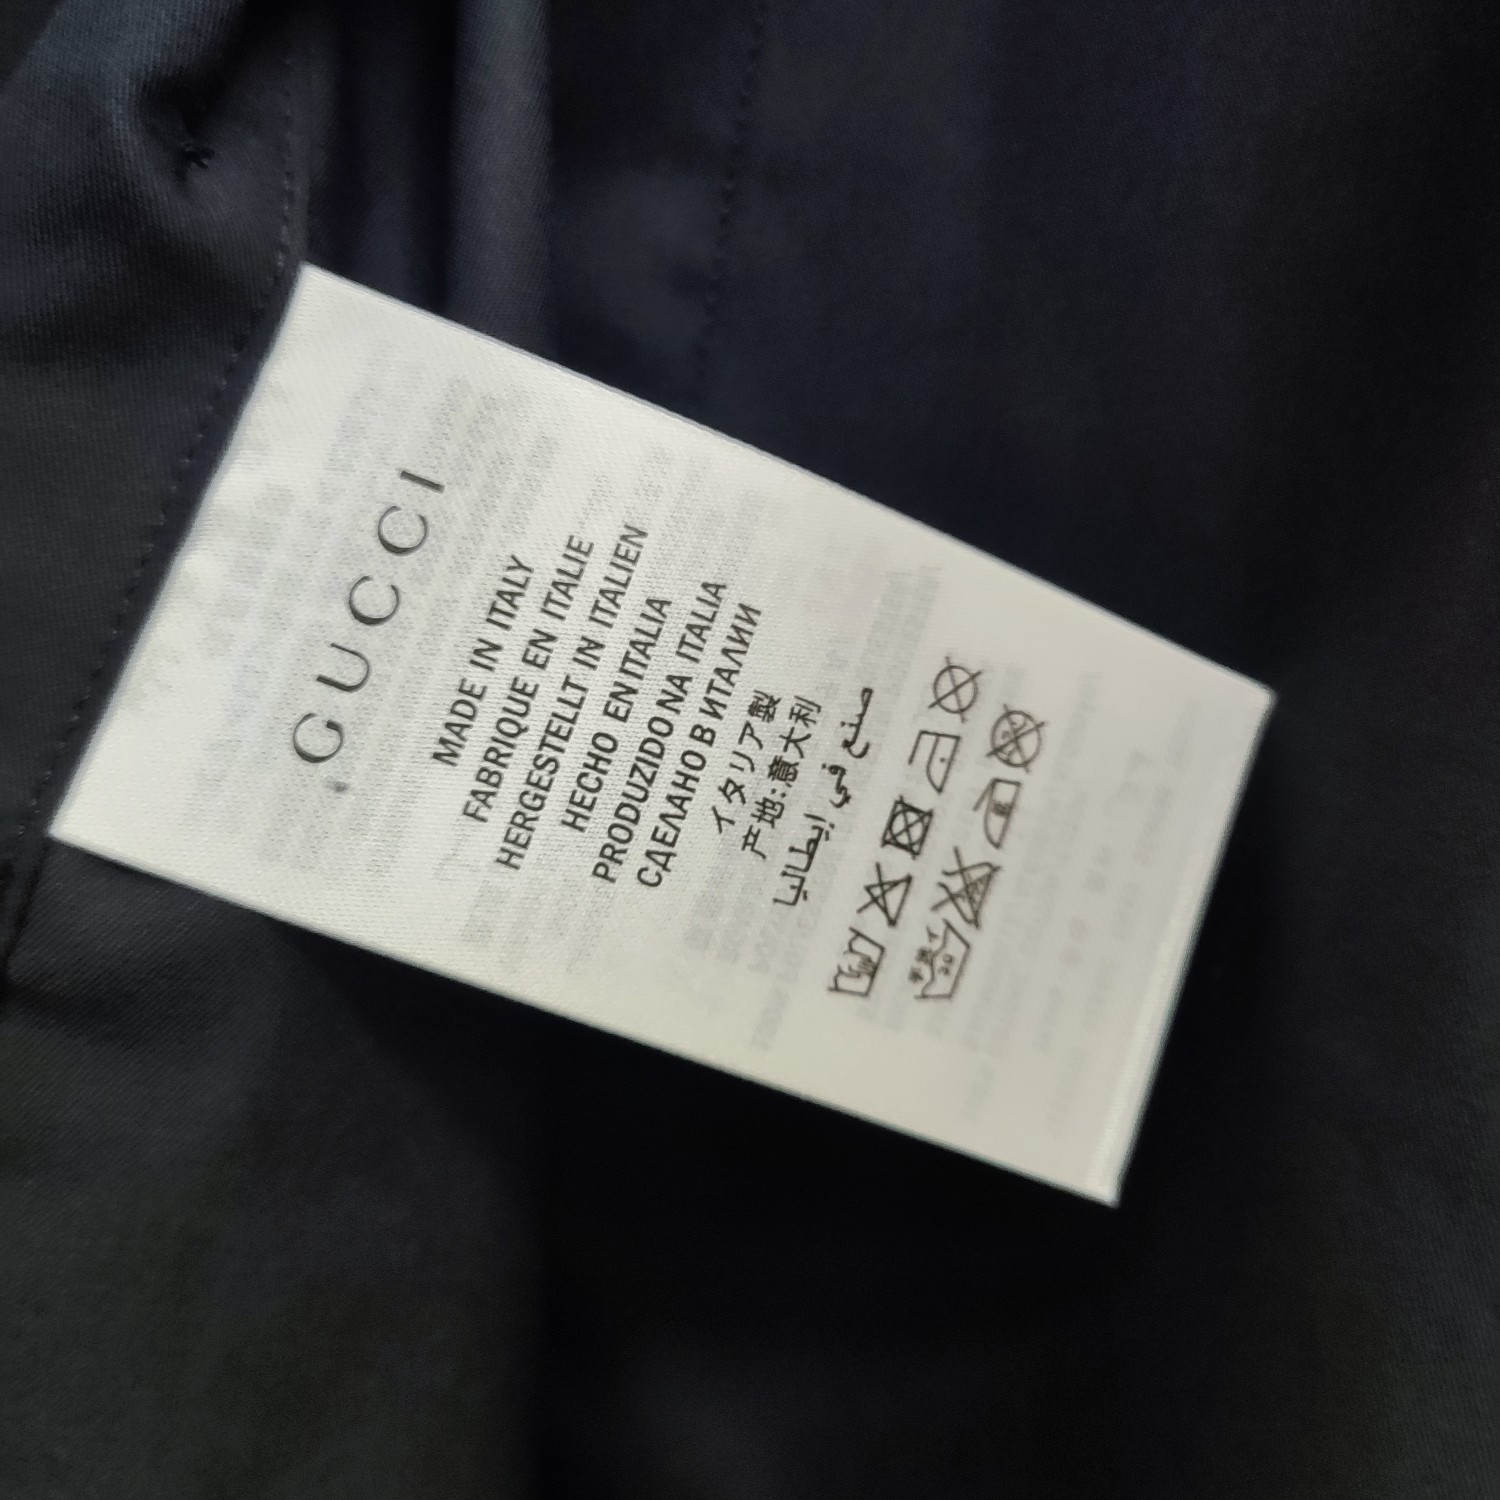 GUCCI
MADE IN ITALY
FABRIQUE EN ITALIE
HERGESTELLT IN ITALIEN
HECHO EN ITALIA
PRODUZIDO NA ITALIA
СДЕЛАНО В ИТАЛИИ
イタリア製
产地:意大利
صنع في إيطاليا